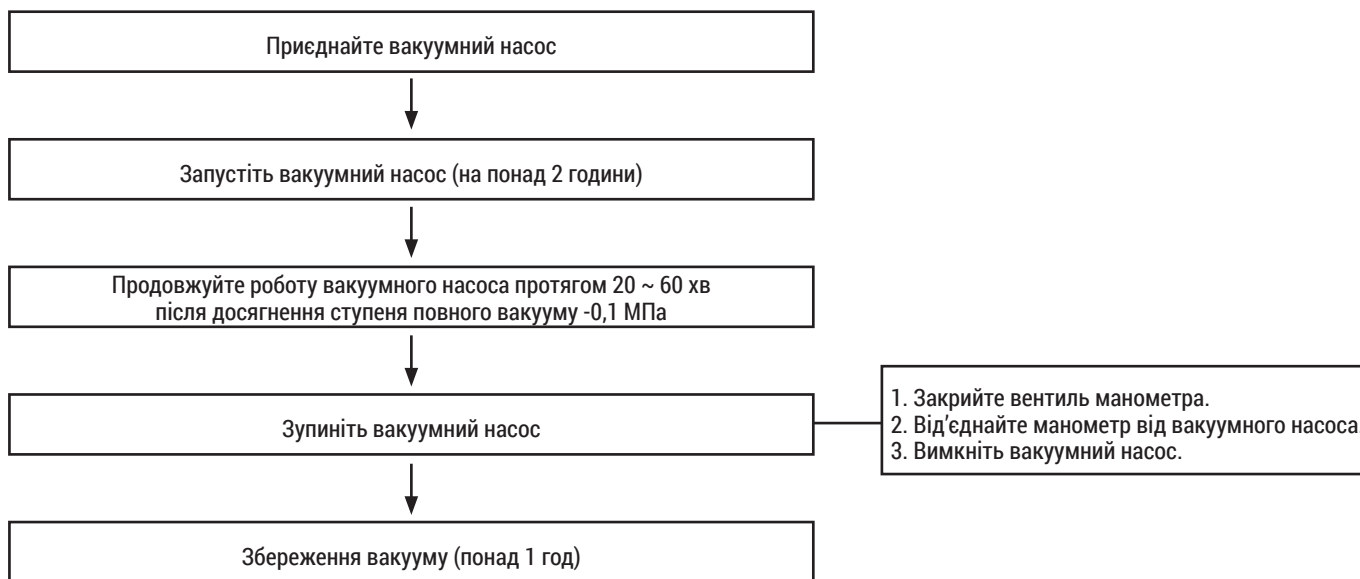 Приєднайте вакуумний насос
Запустіть вакуумний насос (на понад 2 години)
Продовжуйте роботу вакуумного насоса протягом 20 ~ 60 хв
після досягнення ступеня повного вакууму -0,1 МПа
Зупиніть вакуумний насос
1. Закрийте вентиль манометра.
2. Від’єднайте манометр від вакуумного насоса.
3. Вимкніть вакуумний насос.
Збереження вакууму (понад 1 год)